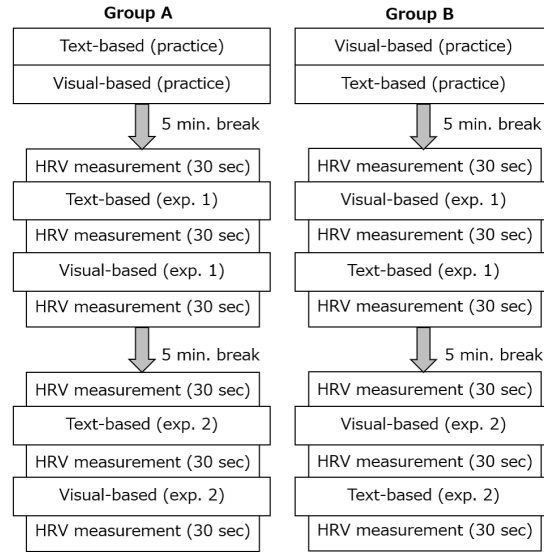 Group A
Text-based (practice)
Visual-based (practice)
5 min. break
HRV measurement (30 sec)
Text-based (exp. 1)
HRV measurement (30 sec)
Visual-based (exp. 1)
HRV measurement (30 sec)
5 min. break
HRV measurement (30 sec)
Text-based (exp. 2)
HRV measurement (30 sec)
Visual-based (exp. 2)
HRV measurement (30 sec)
Group B
Visual-based (practice)
Text-based (practice)
5 min. break
HRV measurement (30 sec)
Visual-based (exp. 1)
HRV measurement (30 sec)
Text-based (exp. 1)
HRV measurement (30 sec)
5 min. break
HRV measurement (30 sec)
Visual-based (exp. 2)
HRV measurement (30 sec)
Text-based (exp. 2)
HRV measurement (30 sec)